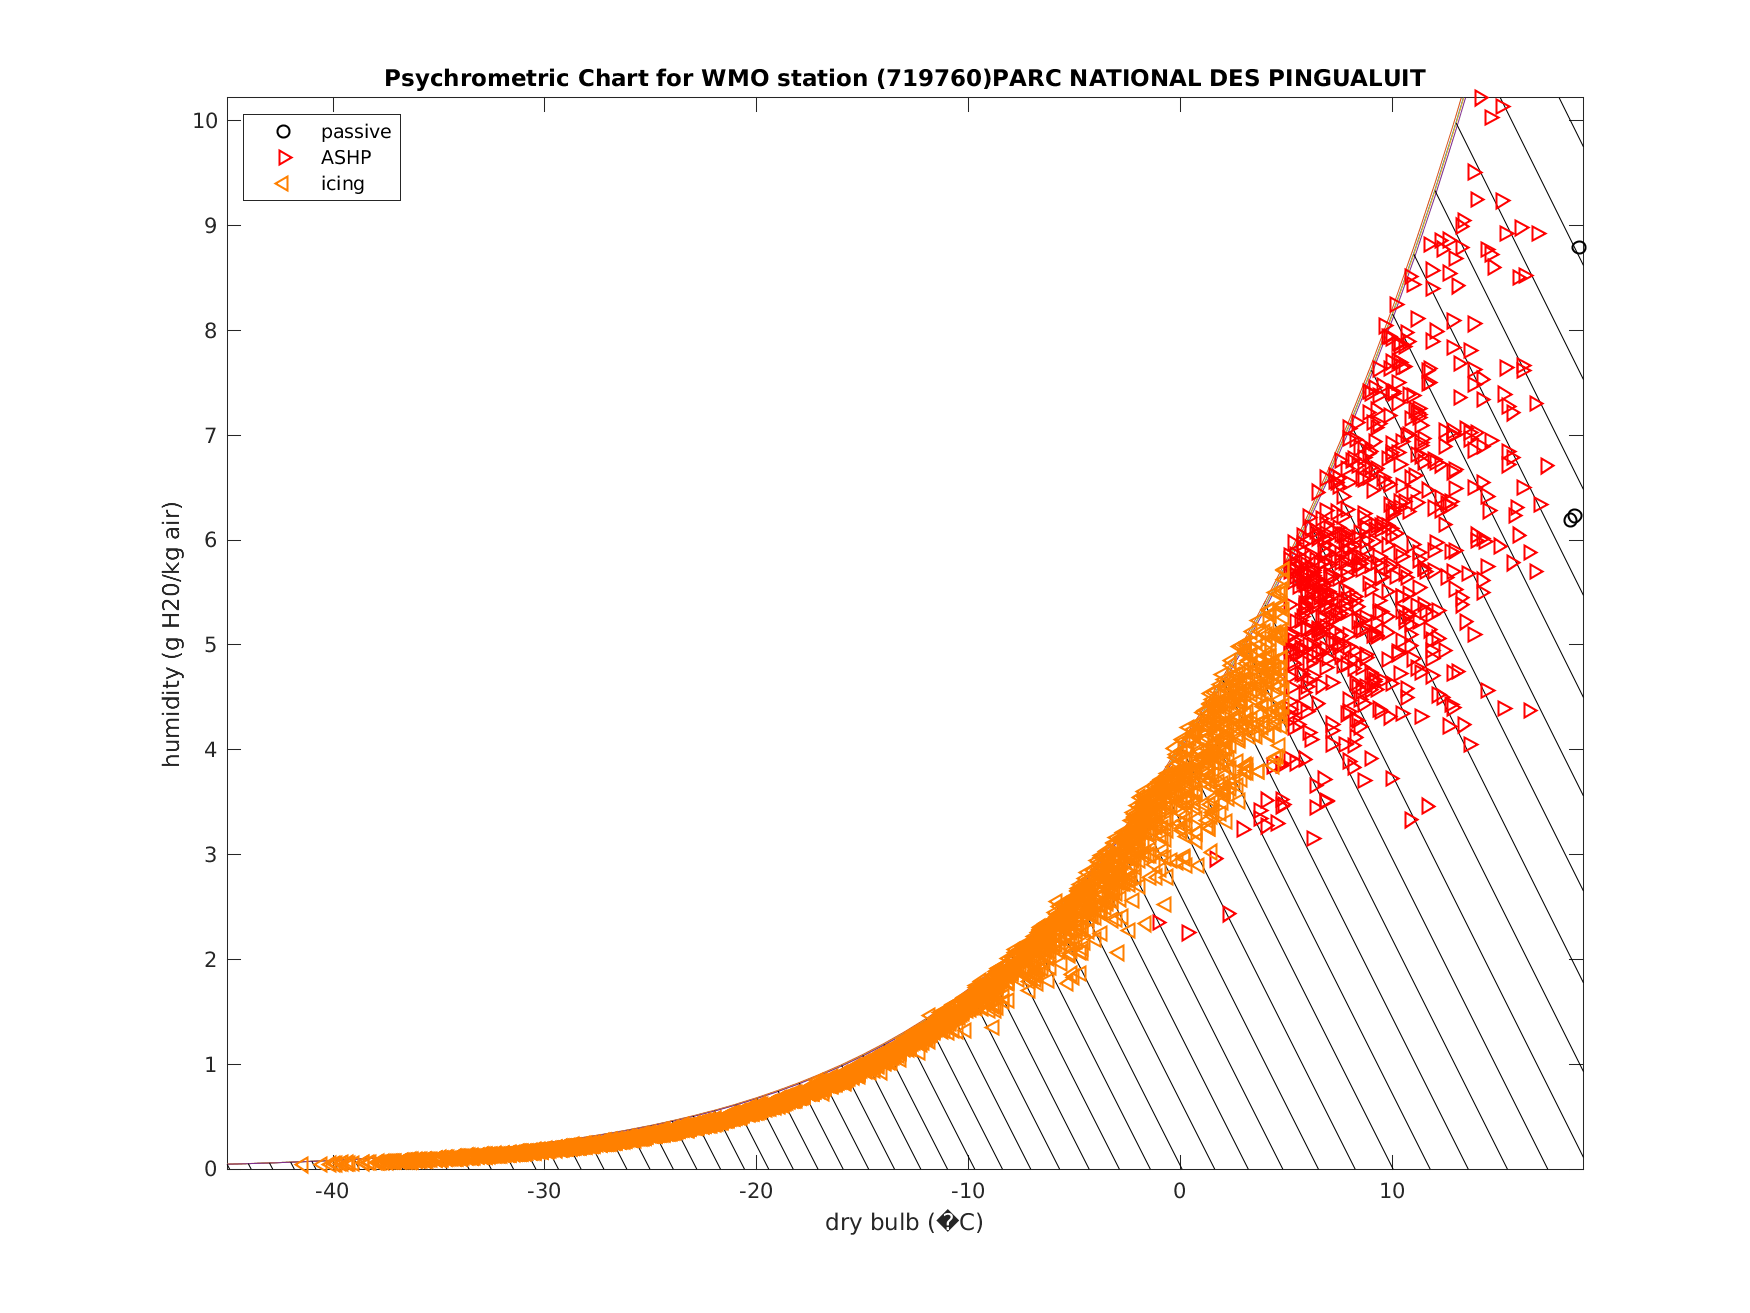 Psychrometric Chart for WMO station (719760)PARC NATIONAL DES PINGUALUIT
passive
ASHP
icing
10
9
8
7
6
5
4
3
2
1
0
humidity (g H20/kg air)
-40 -30 -20 -10 0 10
dry bulb (�C)